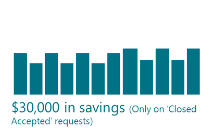 $30,000 in savings (Only on 'Closed
Accepted' requests)